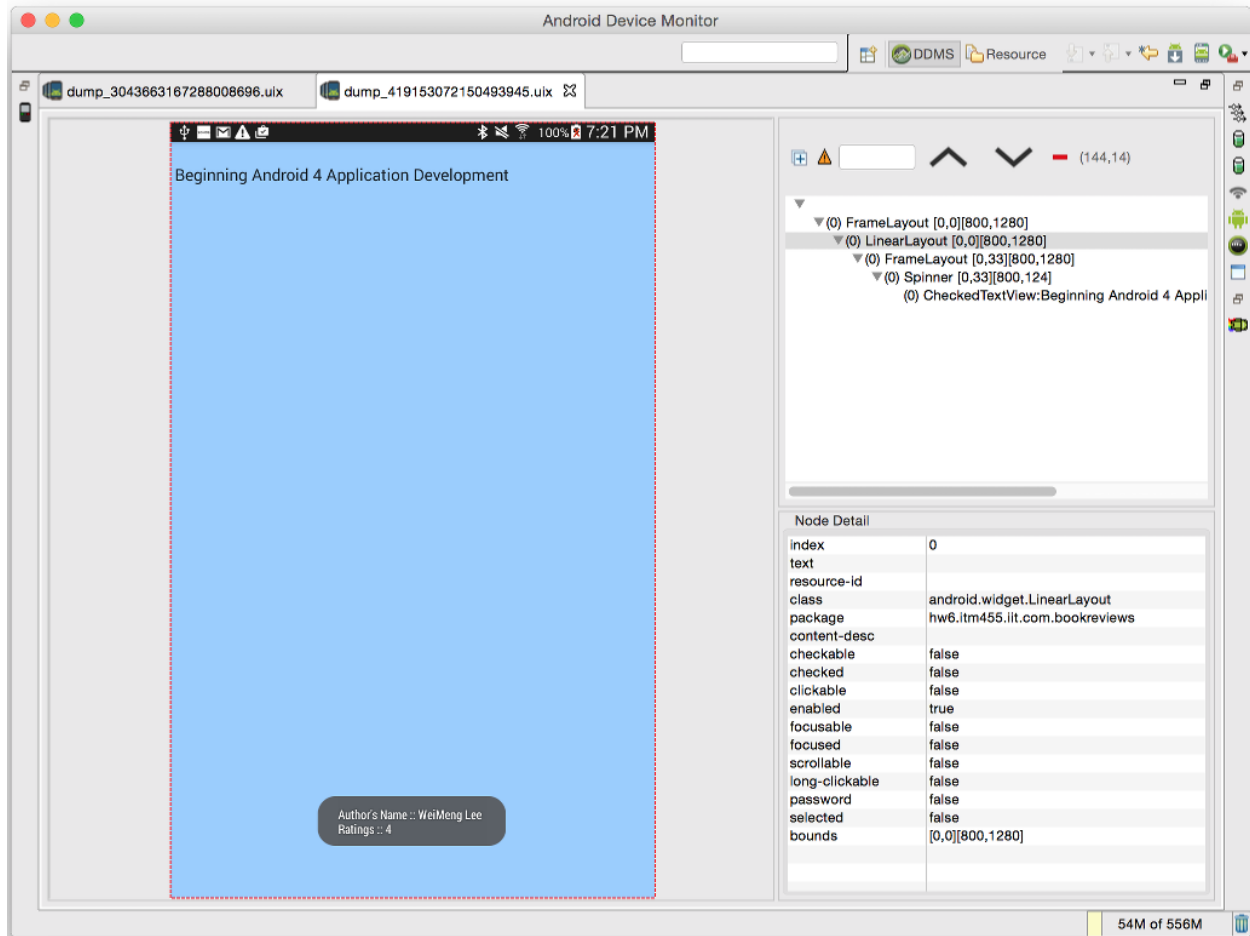 Android Device Monitor
DDMS Resource
dump_3043663167288008696.uix dump_419153072150493945.uix
100% 7:21 PM
Beginning Android 4 Application Development
Author's Name :: WeiMeng Lee
Ratings :: 4
(144,14)
(0) FrameLayout [0,0][800,1280]
(0) LinearLayout [0,0][800,1280]
(0) FrameLayout [0,33][800,1280]
(0) Spinner [0,33][800,124]
(0) CheckedTextView:Beginning Android 4 Appli
Node Detail
index 0
text
resource-id
class android.widget.LinearLayout
package hw6.itm455.iit.com.bookreviews
content-desc
checkable false
checked false
clickable false
enabled true
focusable false
focused false
scrollable false
long-clickable false
password false
selected false
bounds [0,0][800,1280]
54M of 556M